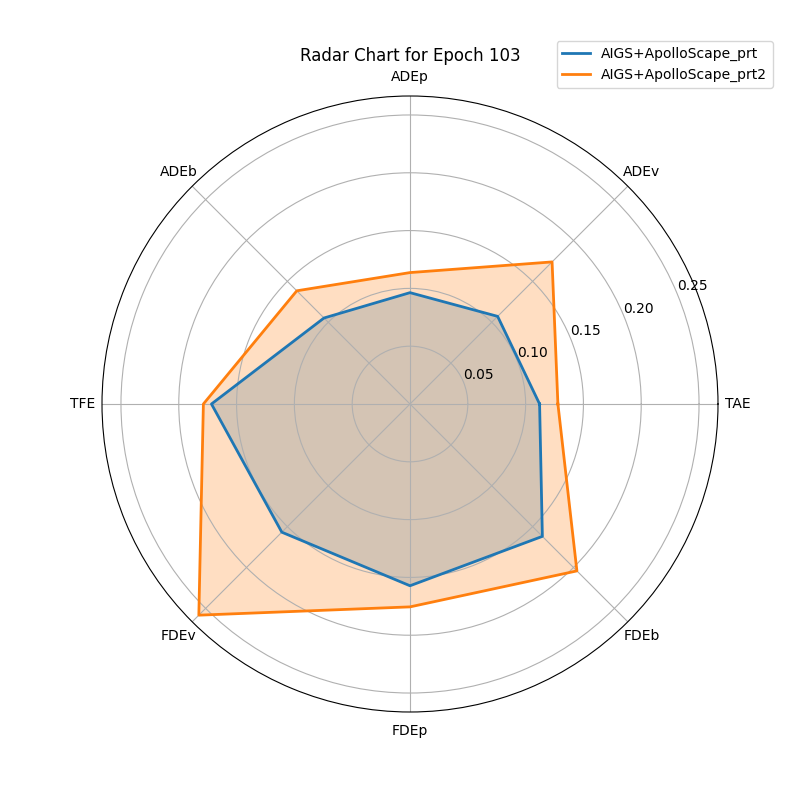 Radar Chart for Epoch 103
AIGS+ApolloScape_prt
AIGS+ApolloScape_prt2
ADEp
ADEb
ADEv
0.25
0.20
0.15
0.10
0.05
TFE
TAE
FDEv
FDEb
FDEp